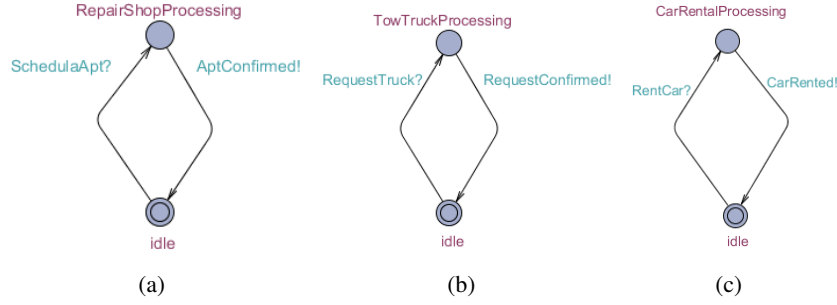 RepairShopProcessing
SchedulaApt?
AptConfirmed!
idle
(a)
TowTruckProcessing
RequestTruck?
RequestConfirmed!
idle
(b)
CarRentalProcessing
RentCar?
CarRented!
idle
(c)